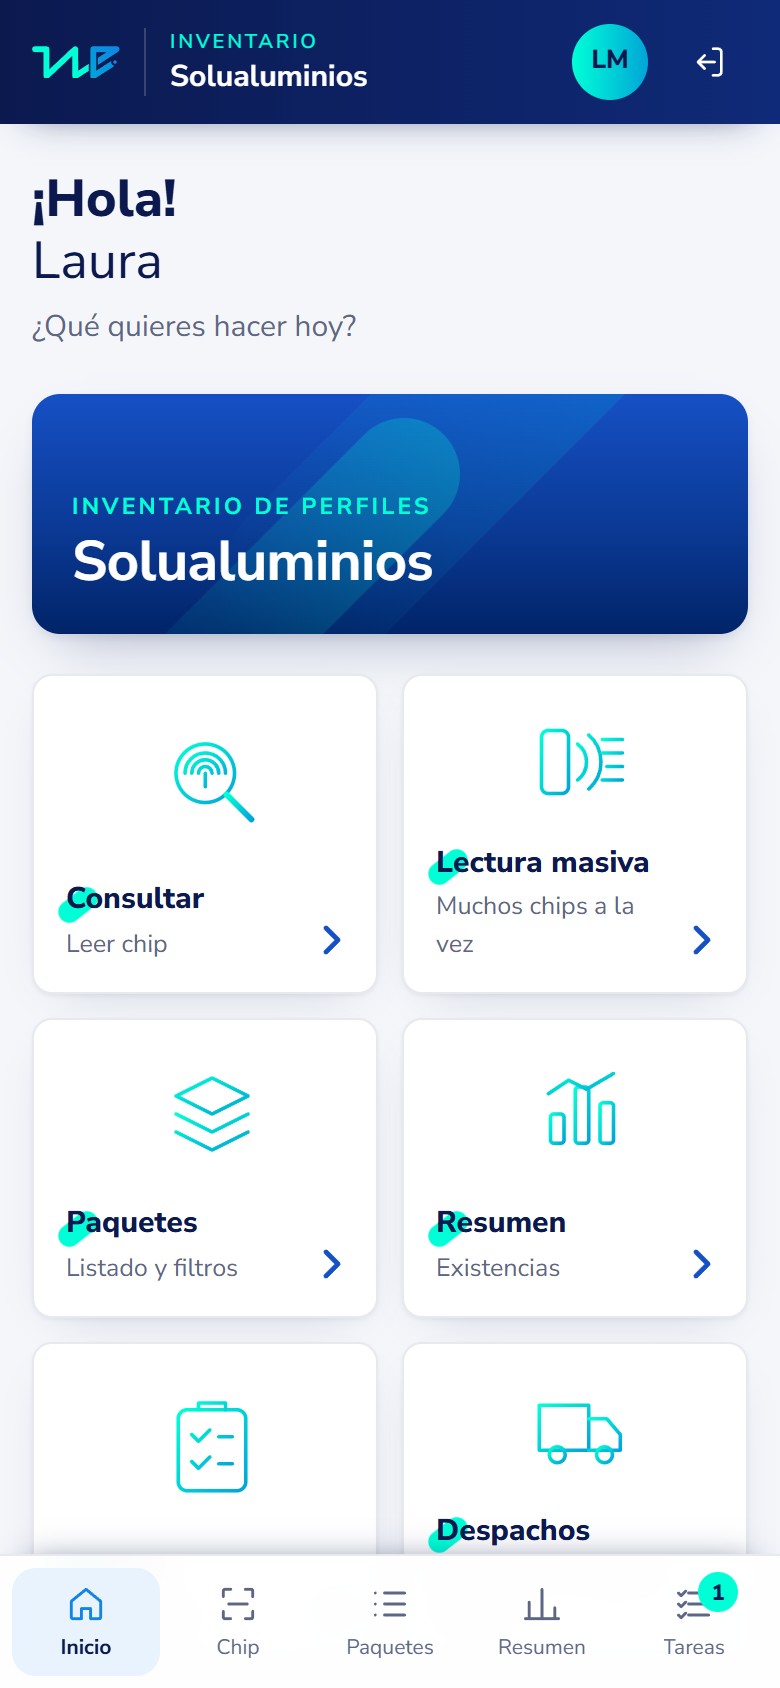 INVENTARIO
Solualuminios
LM
¡Hola!
Laura
¿Qué quieres hacer hoy?
INVENTARIO DE PERFILES
Solualuminios
Consultar
Leer chip
Lectura masiva
Muchos chips a la
vez
Paquetes
Listado y filtros
Resumen
Existencias
Despachos
Inicio
Chip
Paquetes
Resumen
1
Tareas